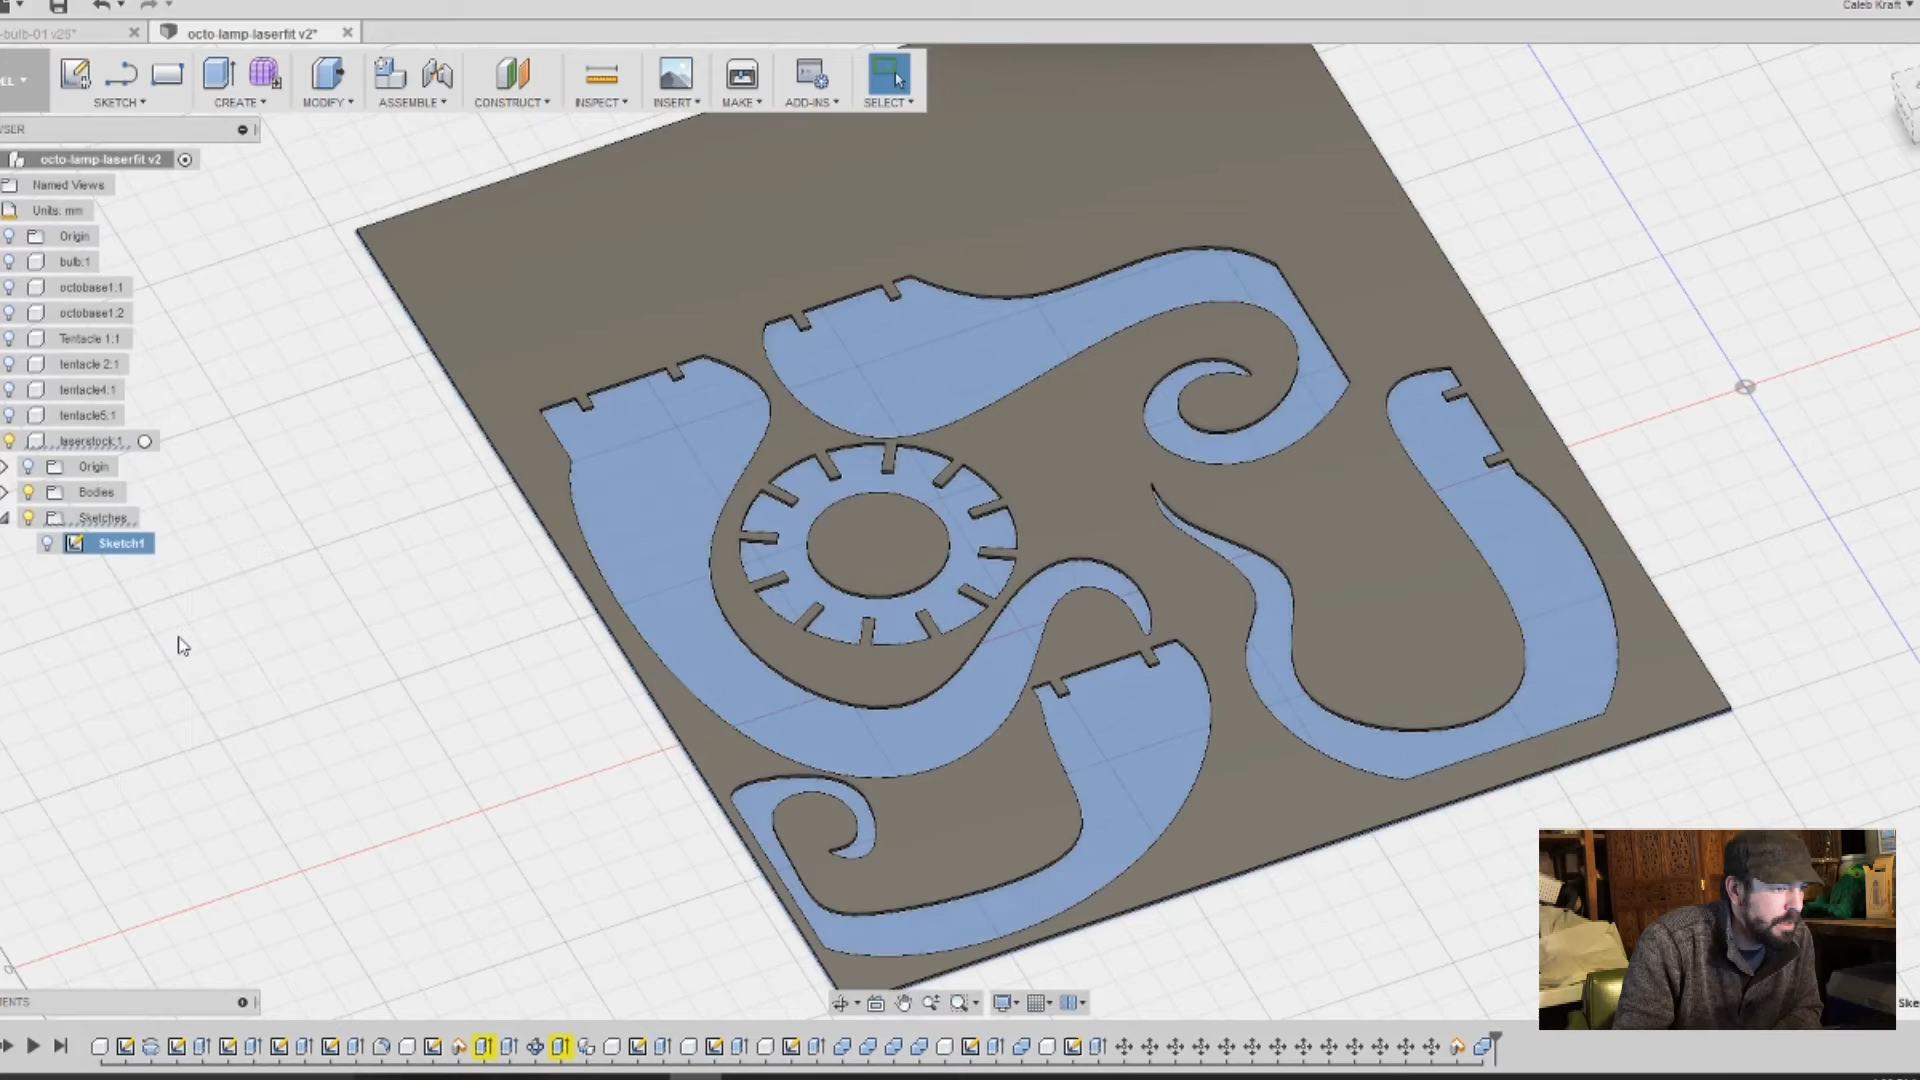 Caleb Kraft
-bulb-01 v26*
octo-lamp-laserfit v2*
SKETCH
CREATE
MODIFY
ASSEMBLE
CONSTRUCT
INSPECT
INSERT
MAKE
ADD-INS
SELECT
octo-lamp-laserfit v2
Named Views
Units: mm
Origin
bulb:1
octobase1:1
octobase1:2
Tentacle 1:1
tentacle 2:1
tentacle4:1
tentacle5:1
laserstock:1
Origin
Bodies
Sketches
Sketch1